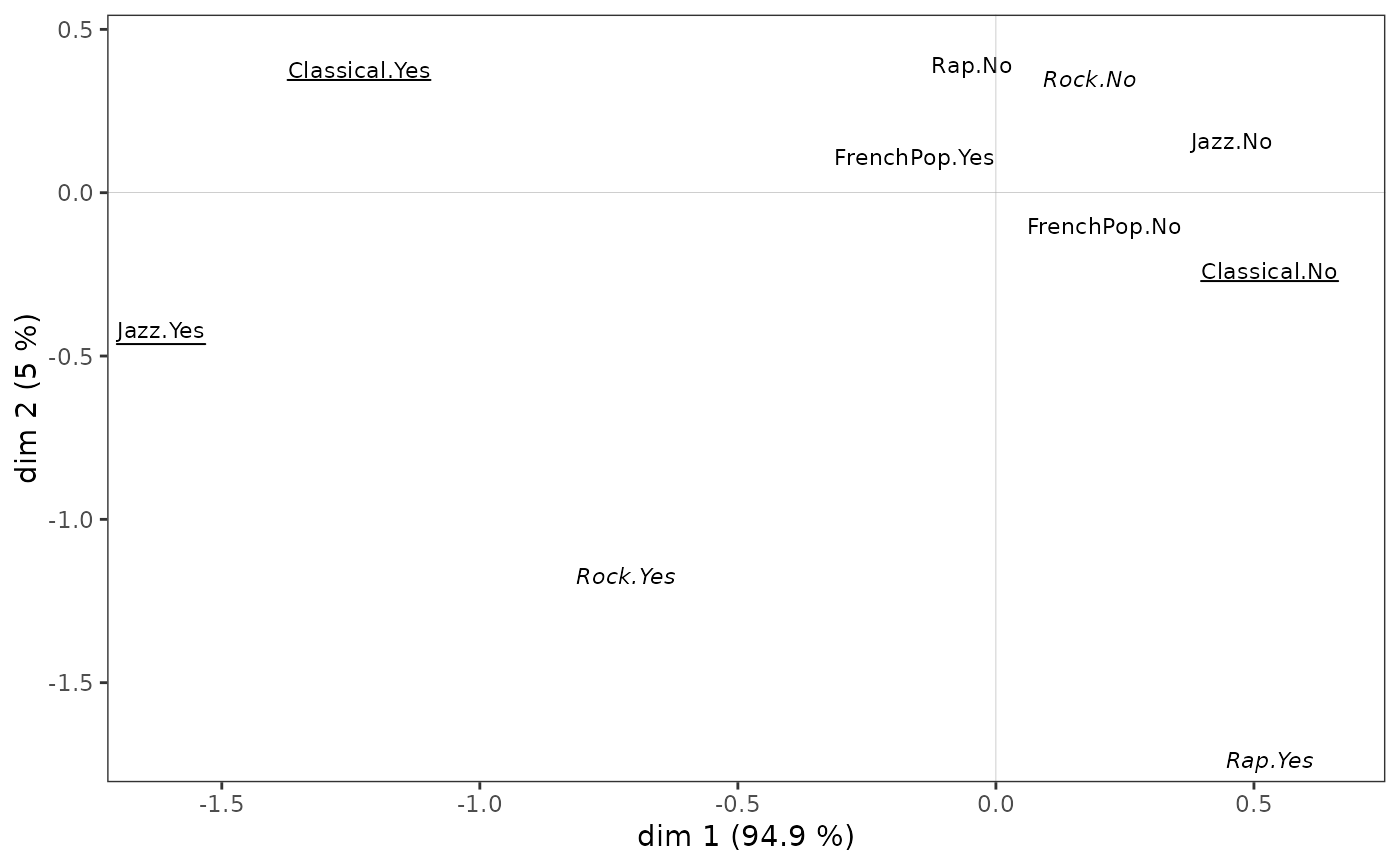 0.5
Classical.Yes
Rap.No
Rock.No
Jazz.No
FrenchPop.Yes
0.0
FrenchPop.No
Classical.No
Jazz.Yes
-0.5
dim 2 (5 %)
-1.0
Rock.Yes
-1.5
Rap.Yes
-1.5 -1.0 -0.5 0.0 0.5
dim 1 (94.9 %)